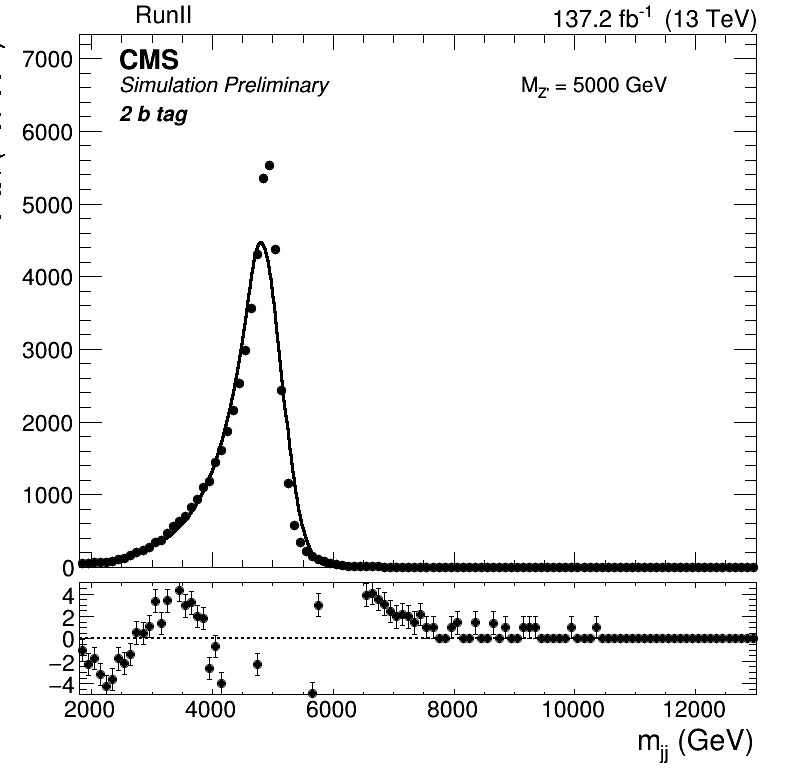 RunII 137.2 fb⁻¹ (13 TeV)
CMS
Simulation Preliminary
M_Z' = 5000 GeV
2 b tag
7000
6000
5000
4000
3000
2000
1000
0
4
2
0
−2
−4
2000 4000 6000 8000 10000 12000
m_jj (GeV)